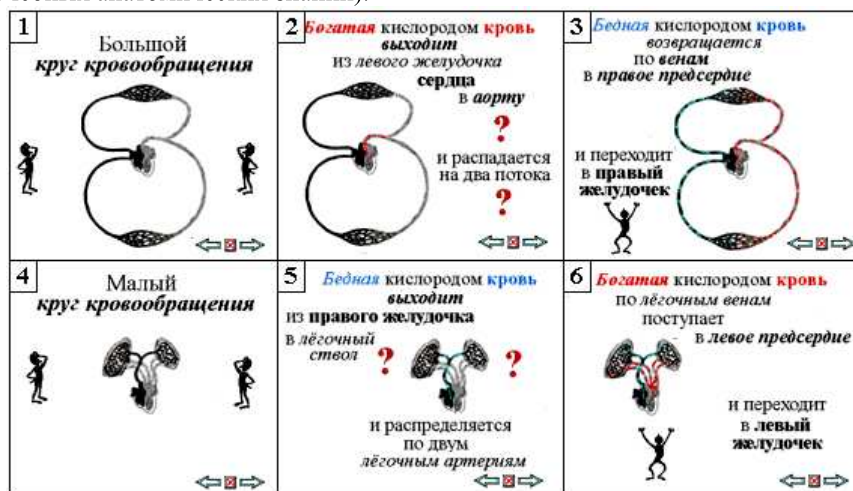 1
Большой
круг кровообращения
2
Богатая кислородом кровь
выходит
из левого желудочка
сердца
в аорту
?
и распадается
на два потока
?
3
Бедная кислородом кровь
возвращается
по венам
в правое предсердие
и переходит
в правый
желудочек
4
Малый
круг кровообращения
5
Бедная кислородом кровь
выходит
из правого желудочка
в лёгочный
ствол
?
?
и распределяется
по двум
лёгочным артериям
6
Богатая кислородом кровь
по лёгочным венам
поступает
в левое предсердие
и переходит
в левый
желудочек